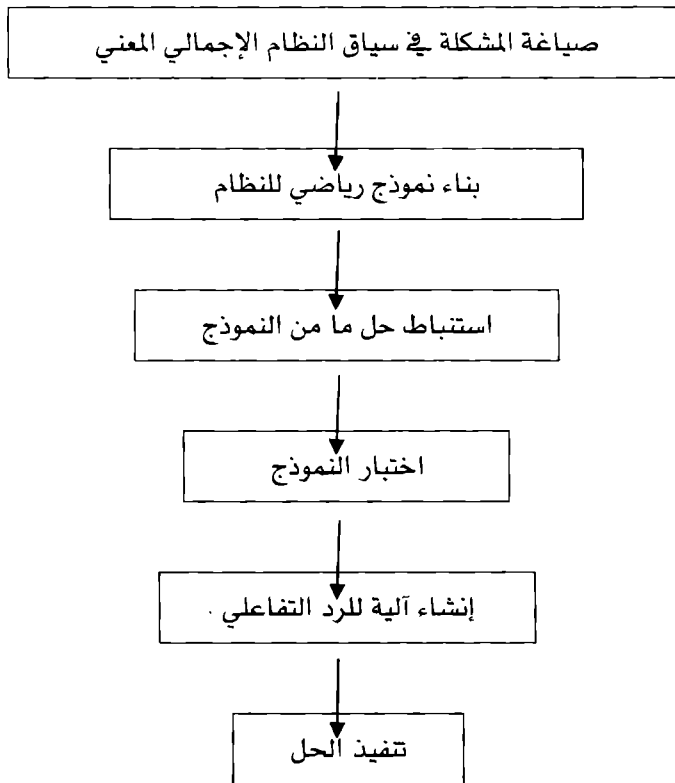 صياغة المشكلة في سياق النظام الإجمالي المعني
بناء نموذج رياضي للنظام
استنباط حل ما من النموذج
اختبار النموذج
إنشاء آلية للرد التفاعلي .
تنفيذ الحل